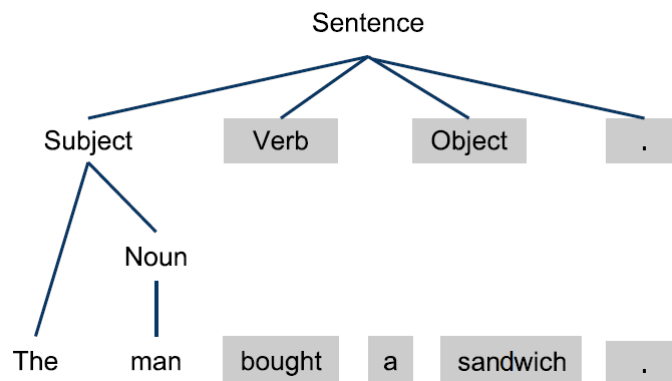 Sentence
Subject Verb Object .
Noun
The man bought a sandwich .